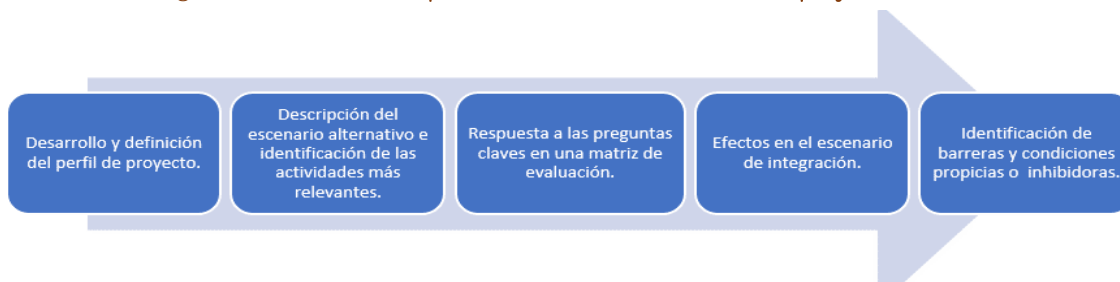 Desarrollo y definición
del perfil de proyecto.
Descripción del
escenario alternativo e
identificación de las
actividades más
relevantes.
Respuesta a las preguntas
claves en una matriz de
evaluación.
Efectos en el escenario
de integración.
Identificación de
barreras y condiciones
propicias o  inhibidoras.